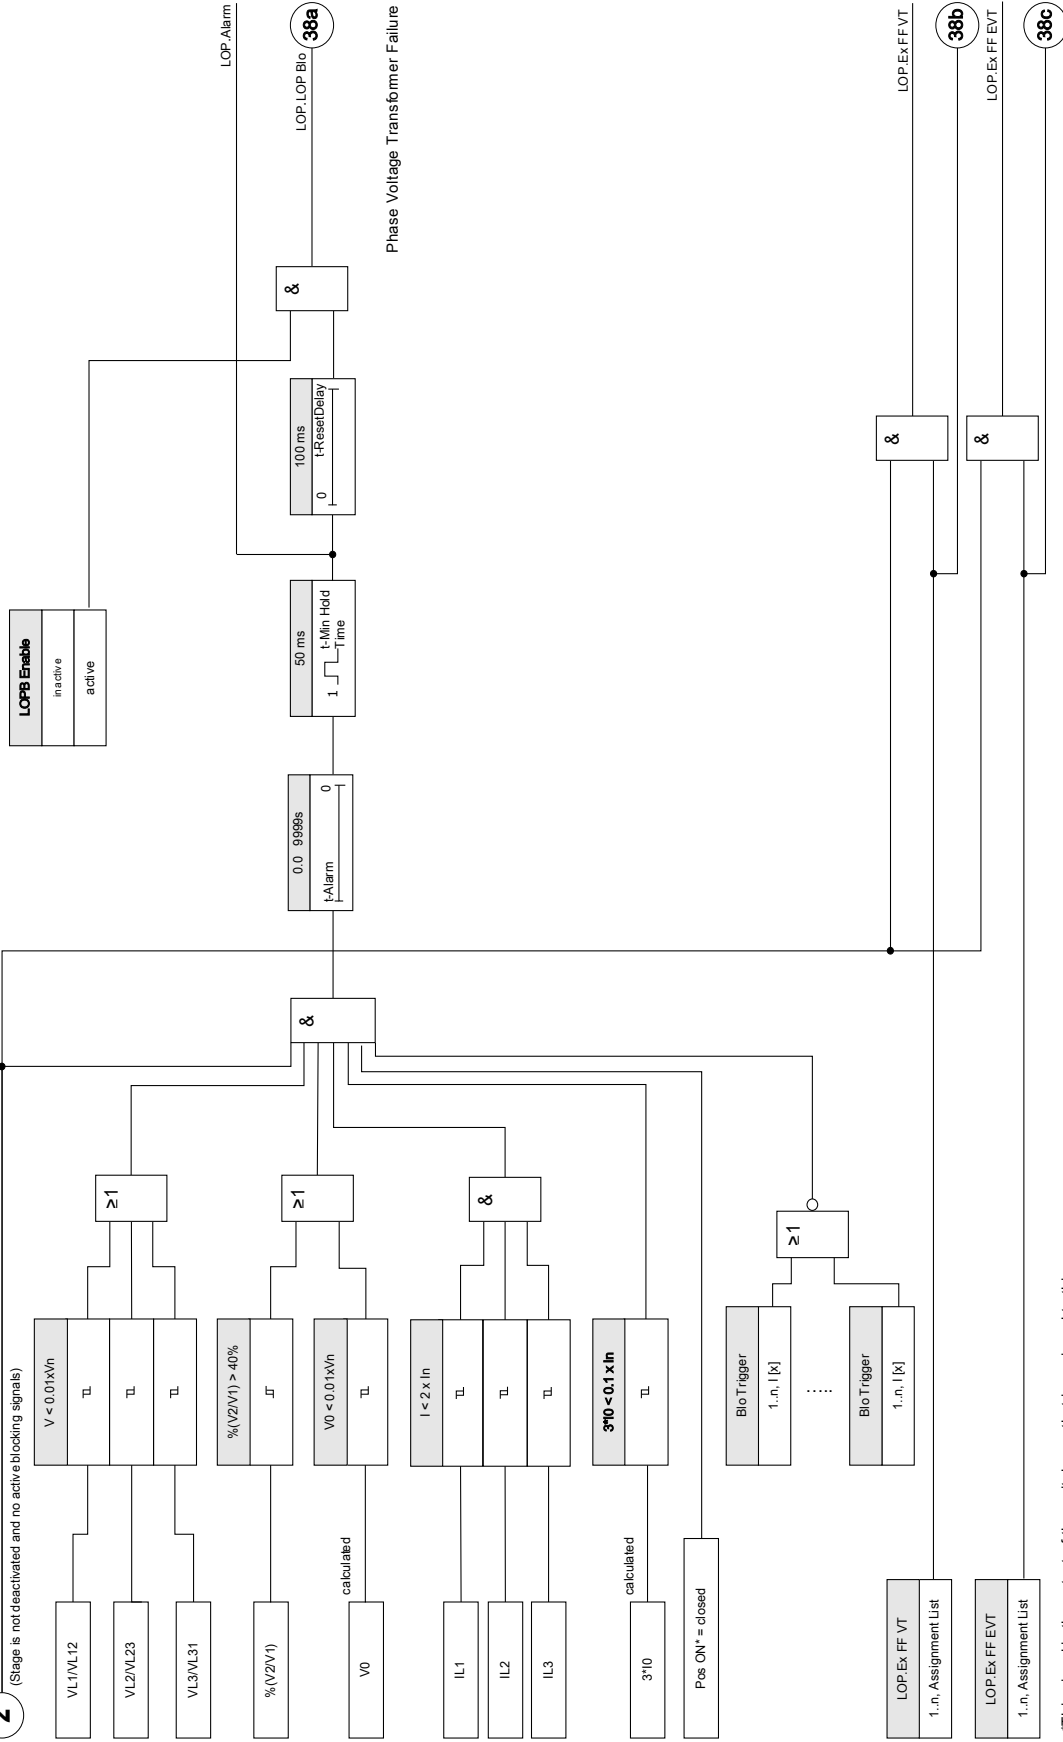 2
(Stage is not deactivated and no active blocking signals)
VL1/VL12
VL2/VL23
VL3/VL31
V < 0.01xVn
≥1
%(V2/V1)
%(V2/V1) > 40%
V0
calculated
V0 < 0.01xVn
≥1
IL1
IL2
IL3
I < 2 x In
&
3*I0
calculated
3*I0 < 0.1 x In
Pos ON* = closed
Blo Trigger
1..n, I [x]
.....
Blo Trigger
1..n, I [x]
≥1
&
0.0 9999s
t-Alarm
0
50 ms
1
t-Min Hold
Time
100 ms
0
t-ResetDelay
LOPB Enable
inactive
active
&
LOP.Alarm
LOP.LOP Blo
38a
Phase Voltage Transformer Failure
LOP.Ex FF VT
1..n, Assignment List
&
LOP.Ex FF VT
38b
LOP.Ex FF EVT
1..n, Assignment List
&
LOP.Ex FF EVT
38c